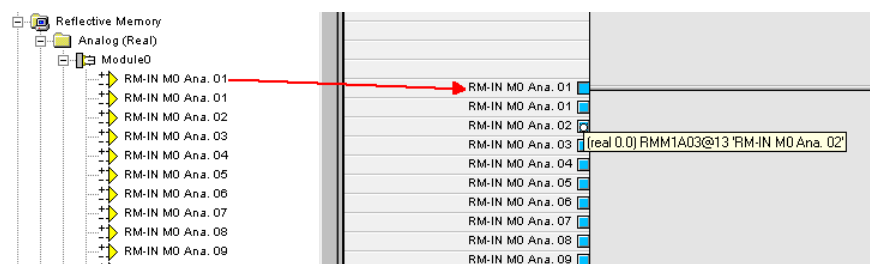 Reflective Memory
Analog (Real)
Module0
RM-IN M0 Ana. 01
RM-IN M0 Ana. 01
RM-IN M0 Ana. 02
RM-IN M0 Ana. 03
RM-IN M0 Ana. 04
RM-IN M0 Ana. 05
RM-IN M0 Ana. 06
RM-IN M0 Ana. 07
RM-IN M0 Ana. 08
RM-IN M0 Ana. 09
RM-IN M0 Ana. 01
RM-IN M0 Ana. 01
RM-IN M0 Ana. 02
(real 0.0) RMM1A03@13 'RM-IN M0 Ana. 02'
RM-IN M0 Ana. 03
RM-IN M0 Ana. 04
RM-IN M0 Ana. 05
RM-IN M0 Ana. 06
RM-IN M0 Ana. 07
RM-IN M0 Ana. 08
RM-IN M0 Ana. 09